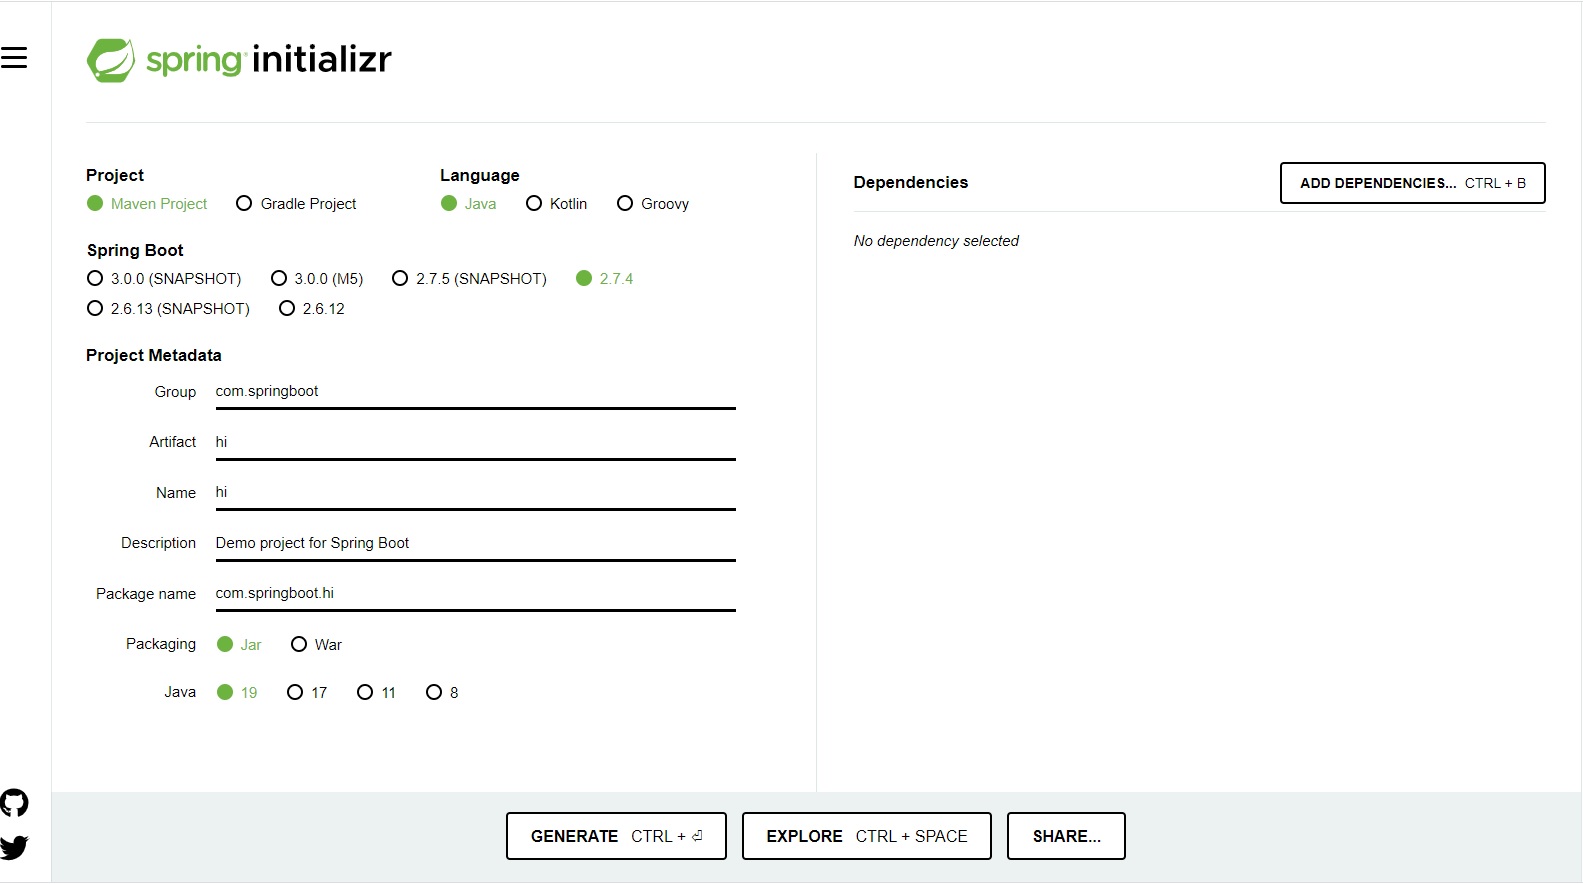 spring initializr
Project
Maven Project Gradle Project
Language
Java Kotlin Groovy
Spring Boot
3.0.0 (SNAPSHOT) 3.0.0 (M5) 2.7.5 (SNAPSHOT) 2.7.4
2.6.13 (SNAPSHOT) 2.6.12
Project Metadata
Group com.springboot
Artifact hi
Name hi
Description Demo project for Spring Boot
Package name com.springboot.hi
Packaging Jar War
Java 19 17 11 8
Dependencies
ADD DEPENDENCIES... CTRL + B
No dependency selected
GENERATE CTRL + ⏎
EXPLORE CTRL + SPACE
SHARE...